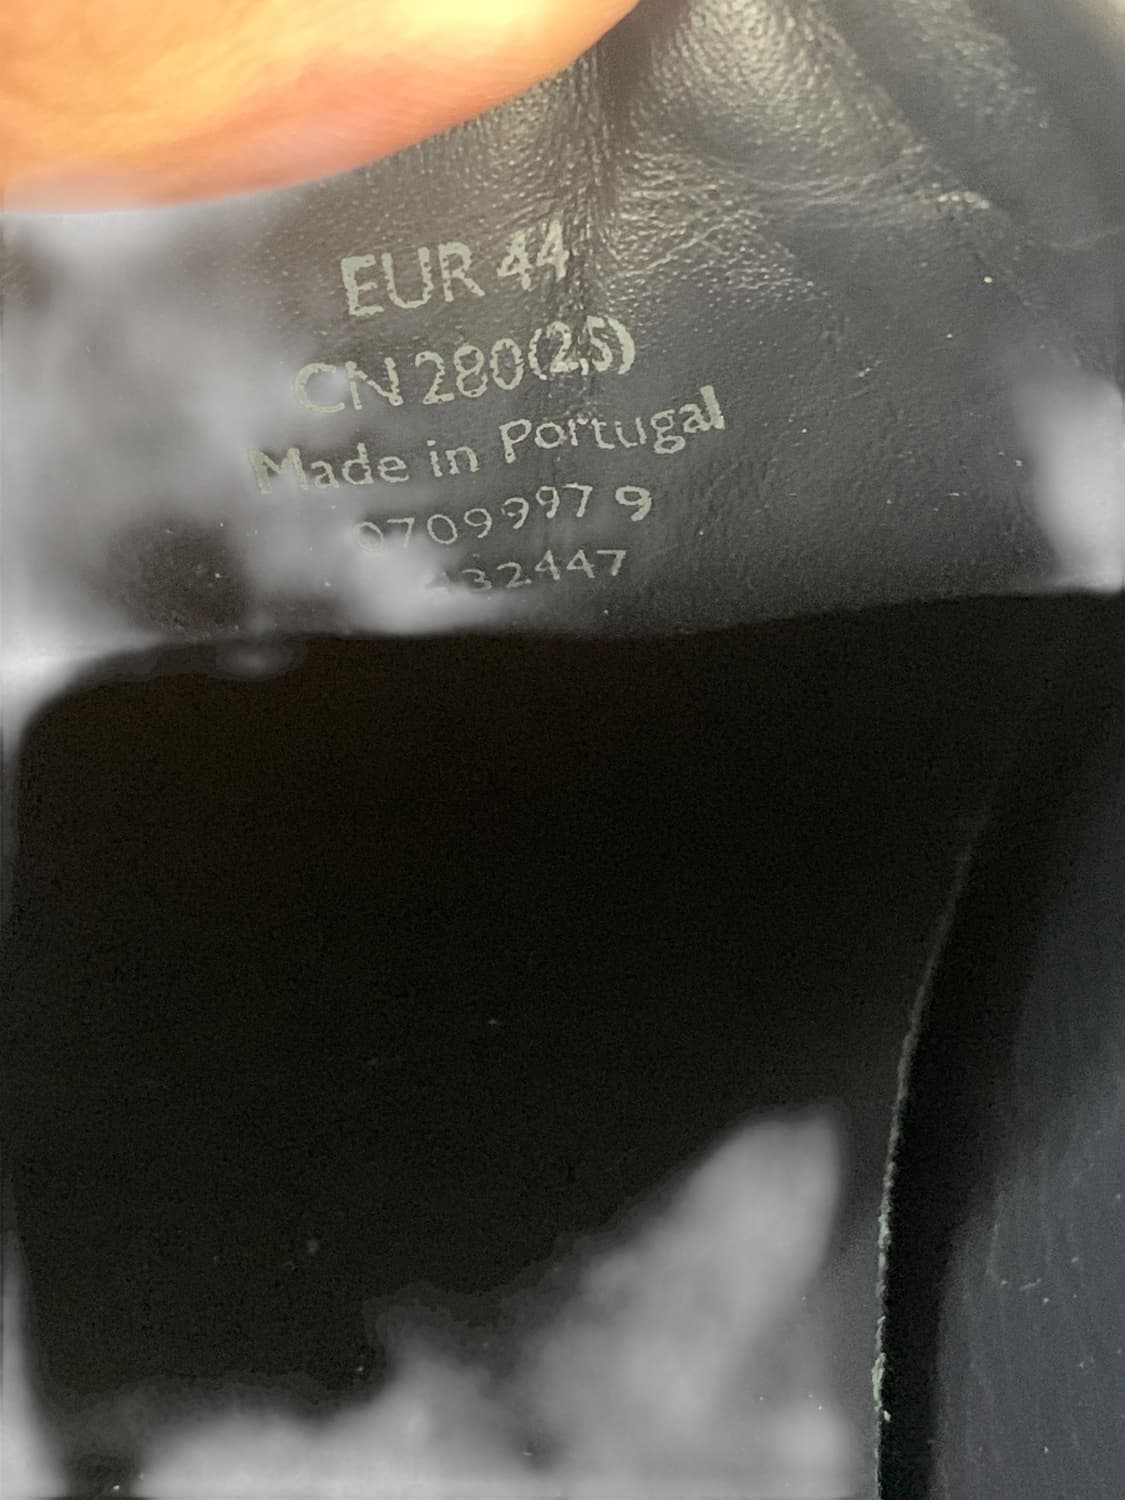 EUR 44
CN 280(2,5)
Made in Portugal
0709997 9